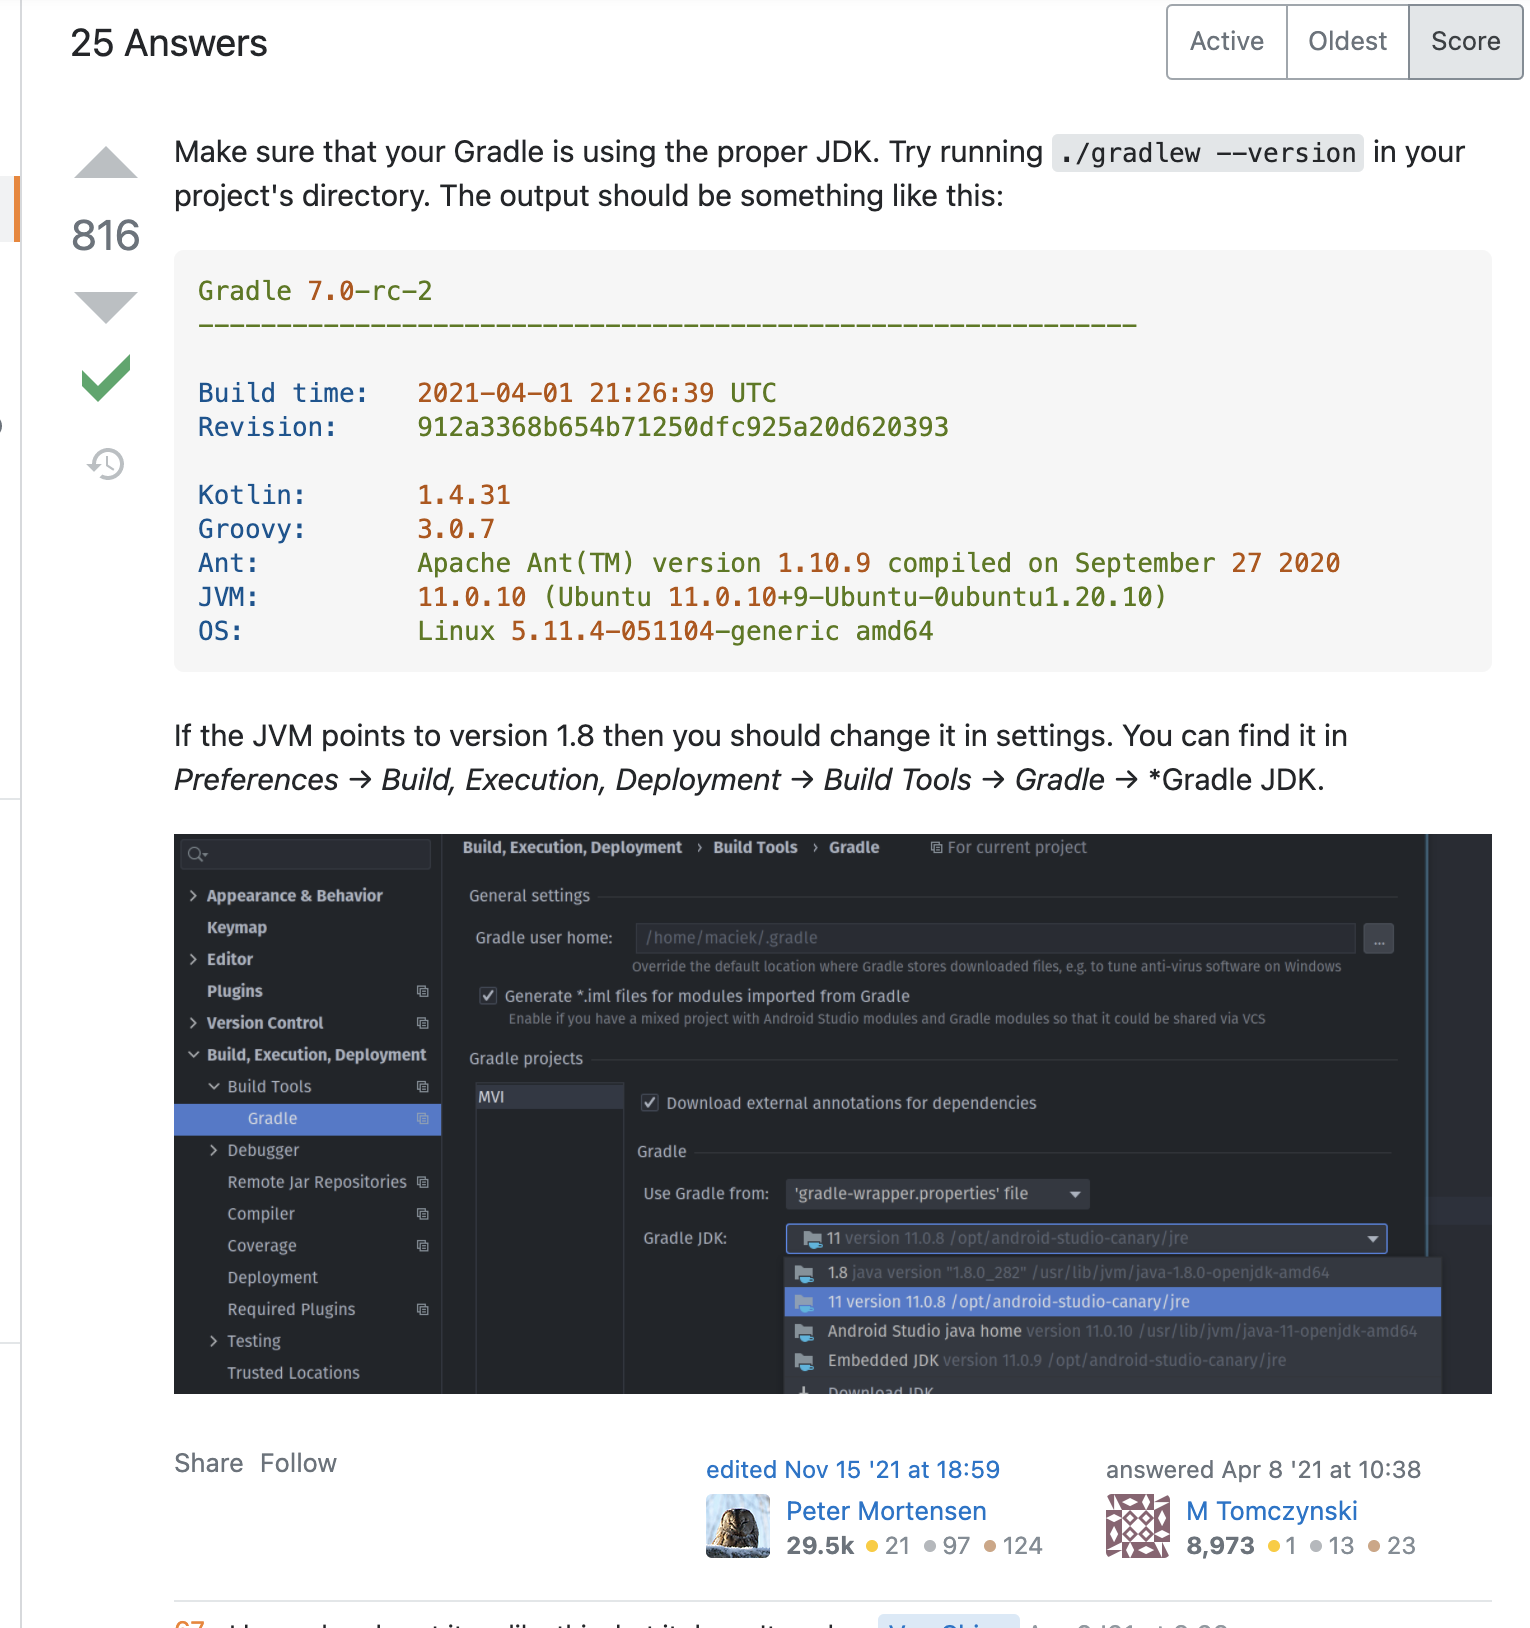 25 Answers
Active Oldest Score
Make sure that your Gradle is using the proper JDK. Try running ./gradlew --version in your
project's directory. The output should be something like this:
816
Gradle 7.0-rc-2
------------------------------------------------------------
Build time: 2021-04-01 21:26:39 UTC
Revision: 912a3368b654b71250dfc925a20d620393
Kotlin: 1.4.31
Groovy: 3.0.7
Ant: Apache Ant(TM) version 1.10.9 compiled on September 27 2020
JVM: 11.0.10 (Ubuntu 11.0.10+9-Ubuntu-0ubuntu1.20.10)
OS: Linux 5.11.4-051104-generic amd64
If the JVM points to version 1.8 then you should change it in settings. You can find it in
Preferences → Build, Execution, Deployment → Build Tools → Gradle → *Gradle JDK.
Appearance & Behavior
Keymap
Editor
Plugins
Version Control
Build, Execution, Deployment
Build Tools
Gradle
Debugger
Remote Jar Repositories
Compiler
Coverage
Deployment
Required Plugins
Testing
Trusted Locations
Build, Execution, Deployment › Build Tools › Gradle For current project
General settings
Gradle user home: /home/maciek/.gradle ...
Override the default location where Gradle stores downloaded files, e.g. to tune anti-virus software on Windows
Generate *.iml files for modules imported from Gradle
Enable if you have a mixed project with Android Studio modules and Gradle modules so that it could be shared via VCS
Gradle projects
MVI
Download external annotations for dependencies
Gradle
Use Gradle from: 'gradle-wrapper.properties' file
Gradle JDK: 11 version 11.0.8 /opt/android-studio-canary/jre
1.8 java version "1.8.0_282" /usr/lib/jvm/java-1.8.0-openjdk-amd64
11 version 11.0.8 /opt/android-studio-canary/jre
Android Studio java home version 11.0.10 /usr/lib/jvm/java-11-openjdk-amd64
Embedded JDK version 11.0.9 /opt/android-studio-canary/jre
Download JDK
Share Follow
edited Nov 15 '21 at 18:59
Peter Mortensen
29.5k 21 97 124
answered Apr 8 '21 at 10:38
M Tomczynski
8,973 1 13 23